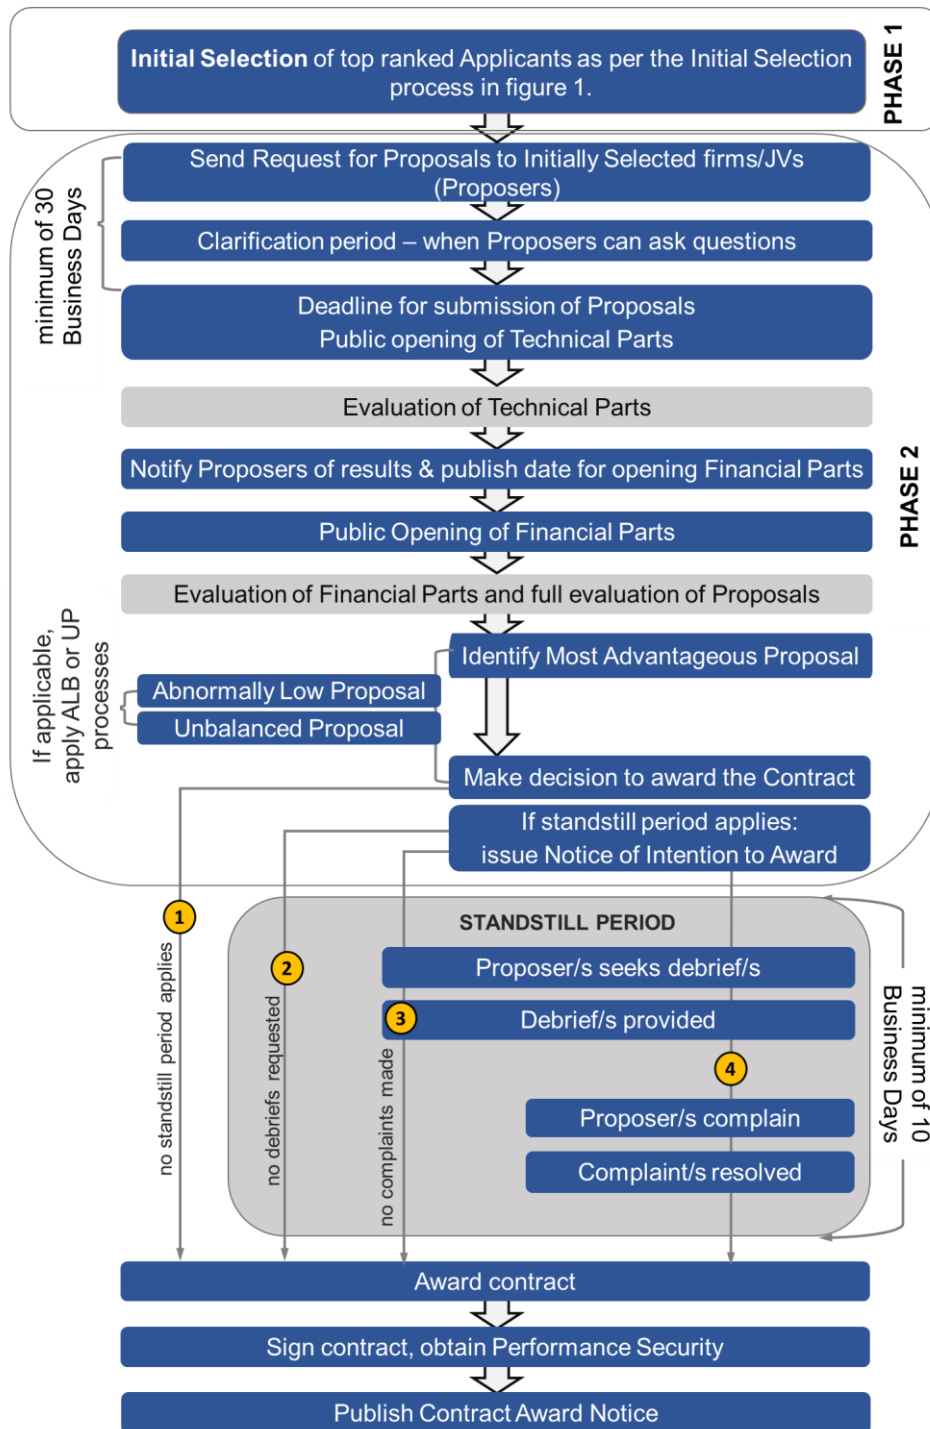 Initial Selection of top ranked Applicants as per the Initial Selection
process in figure 1.
PHASE 1
Send Request for Proposals to Initially Selected firms/JVs
(Proposers)
minimum of 30
Business Days
Clarification period – when Proposers can ask questions
Deadline for submission of Proposals
Public opening of Technical Parts
Evaluation of Technical Parts
Notify Proposers of results & publish date for opening Financial Parts
PHASE 2
Public Opening of Financial Parts
Evaluation of Financial Parts and full evaluation of Proposals
Identify Most Advantageous Proposal
If applicable,
apply ALB or UP
processes
Abnormally Low Proposal
Unbalanced Proposal
Make decision to award the Contract
If standstill period applies:
issue Notice of Intention to Award
1
no standstill period applies
STANDSTILL PERIOD
2
no debriefs requested
Proposer/s seeks debrief/s
3
Debrief/s provided
no complaints made
4
Proposer/s complain
Complaint/s resolved
minimum of 10
Business Days
Award contract
Sign contract, obtain Performance Security
Publish Contract Award Notice